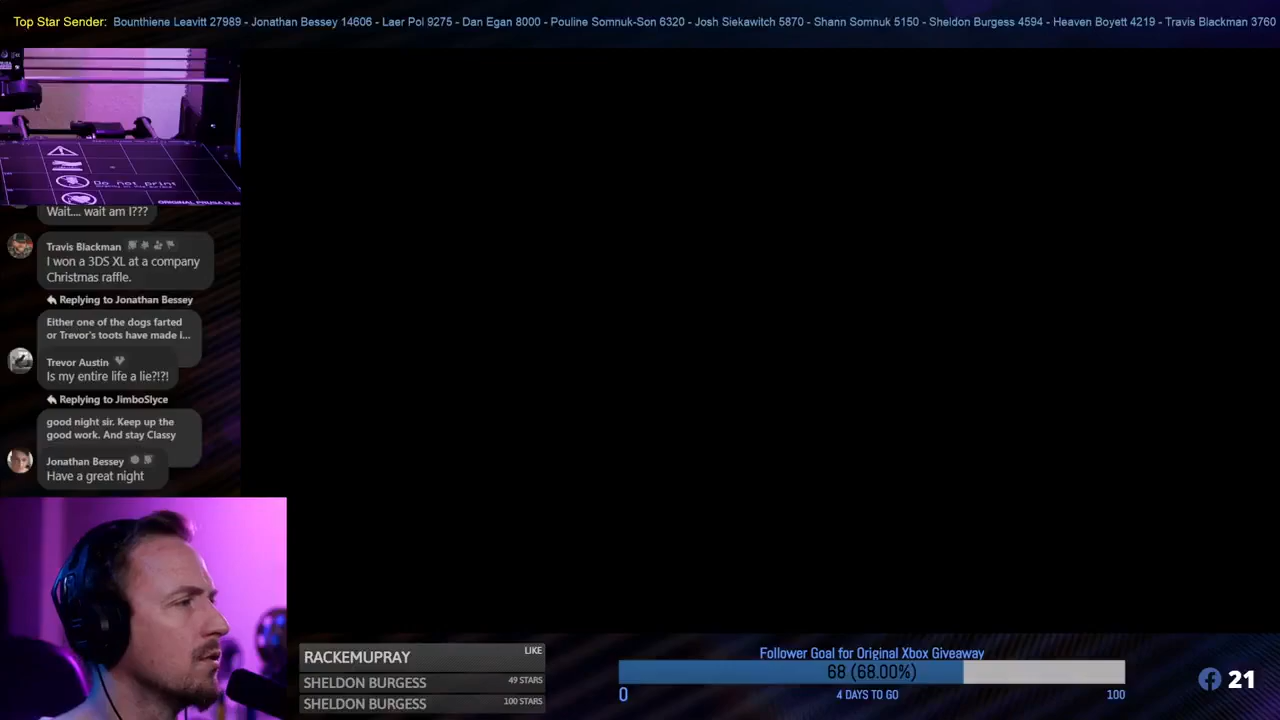 Top Star Sender: Bounthiene Leavitt 27989 - Jonathan Bessey 14606 - Laer Pol 9275 - Dan Egan 8000 - Pouline Somnuk-Son 6320 - Josh Siekawitch 5870 - Shann Somnuk 5150 - Sheldon Burgess 4594 - Heaven Boyett 4219 - Travis Blackman 3760
Do not print
ORIGINAL PRUSA
Wait.... wait am I???
Travis Blackman
I won a 3DS XL at a company
Christmas raffle.
Replying to Jonathan Bessey
Either one of the dogs farted
or Trevor's toots have made i...
Trevor Austin
Is my entire life a lie?!?!
Replying to JimboSlyce
good night sir. Keep up the
good work. And stay Classy
Jonathan Bessey
Have a great night
RACKEMUPRAY LIKE
SHELDON BURGESS 49 STARS
SHELDON BURGESS 100 STARS
Follower Goal for Original Xbox Giveaway
68 (68.00%)
0 4 DAYS TO GO 100
21